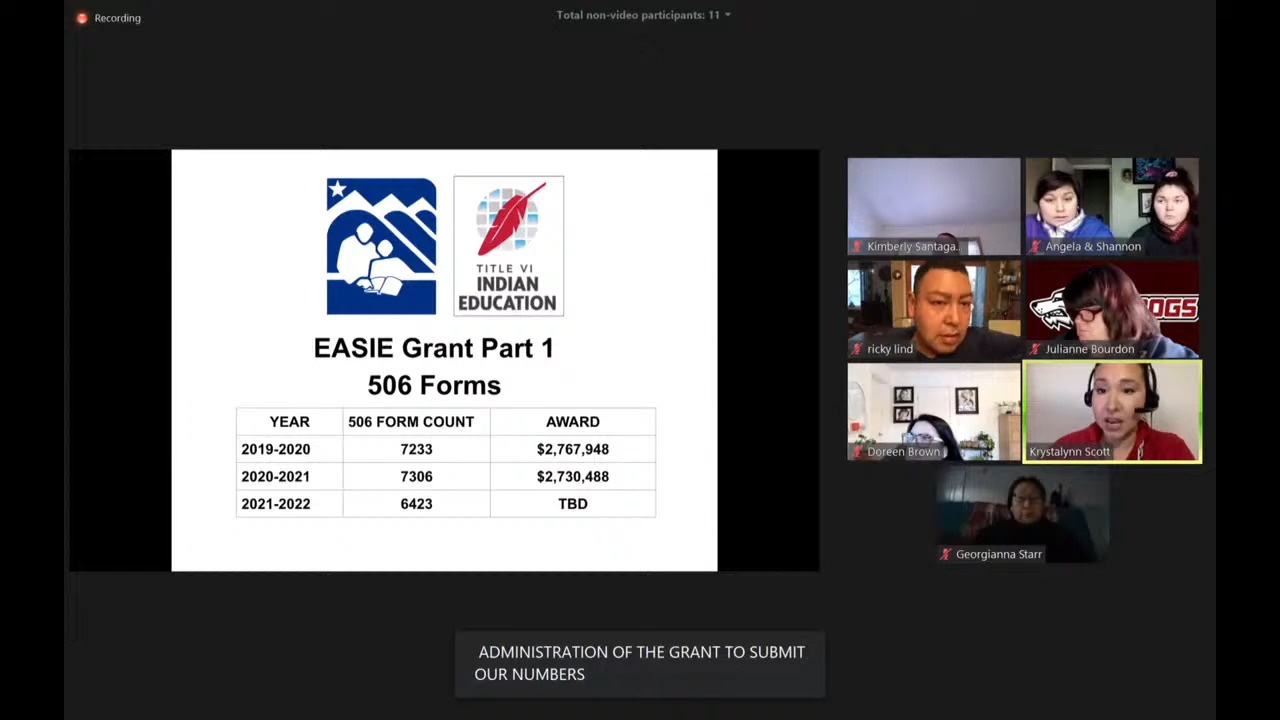 Recording
Total non-video participants: 11
TITLE VI
INDIAN
EDUCATION
EASIE Grant Part 1
506 Forms
YEAR 506 FORM COUNT AWARD
2019-2020 7233 $2,767,948
2020-2021 7306 $2,730,488
2021-2022 6423 TBD
Kimberly Santaga...
Angela & Shannon
ricky lind
OGS
Julianne Bourdon
Doreen Brown
Krystalynn Scott
Georgianna Starr
ADMINISTRATION OF THE GRANT TO SUBMIT
OUR NUMBERS